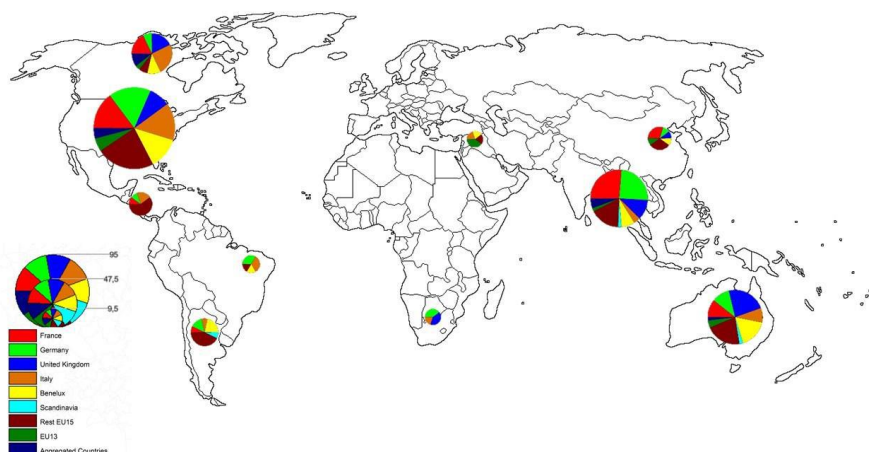 95
47,5
9,5
France
Germany
United Kingdom
Italy
Benelux
Scandinavia
Rest EU15
EU13
Aggregated Countries